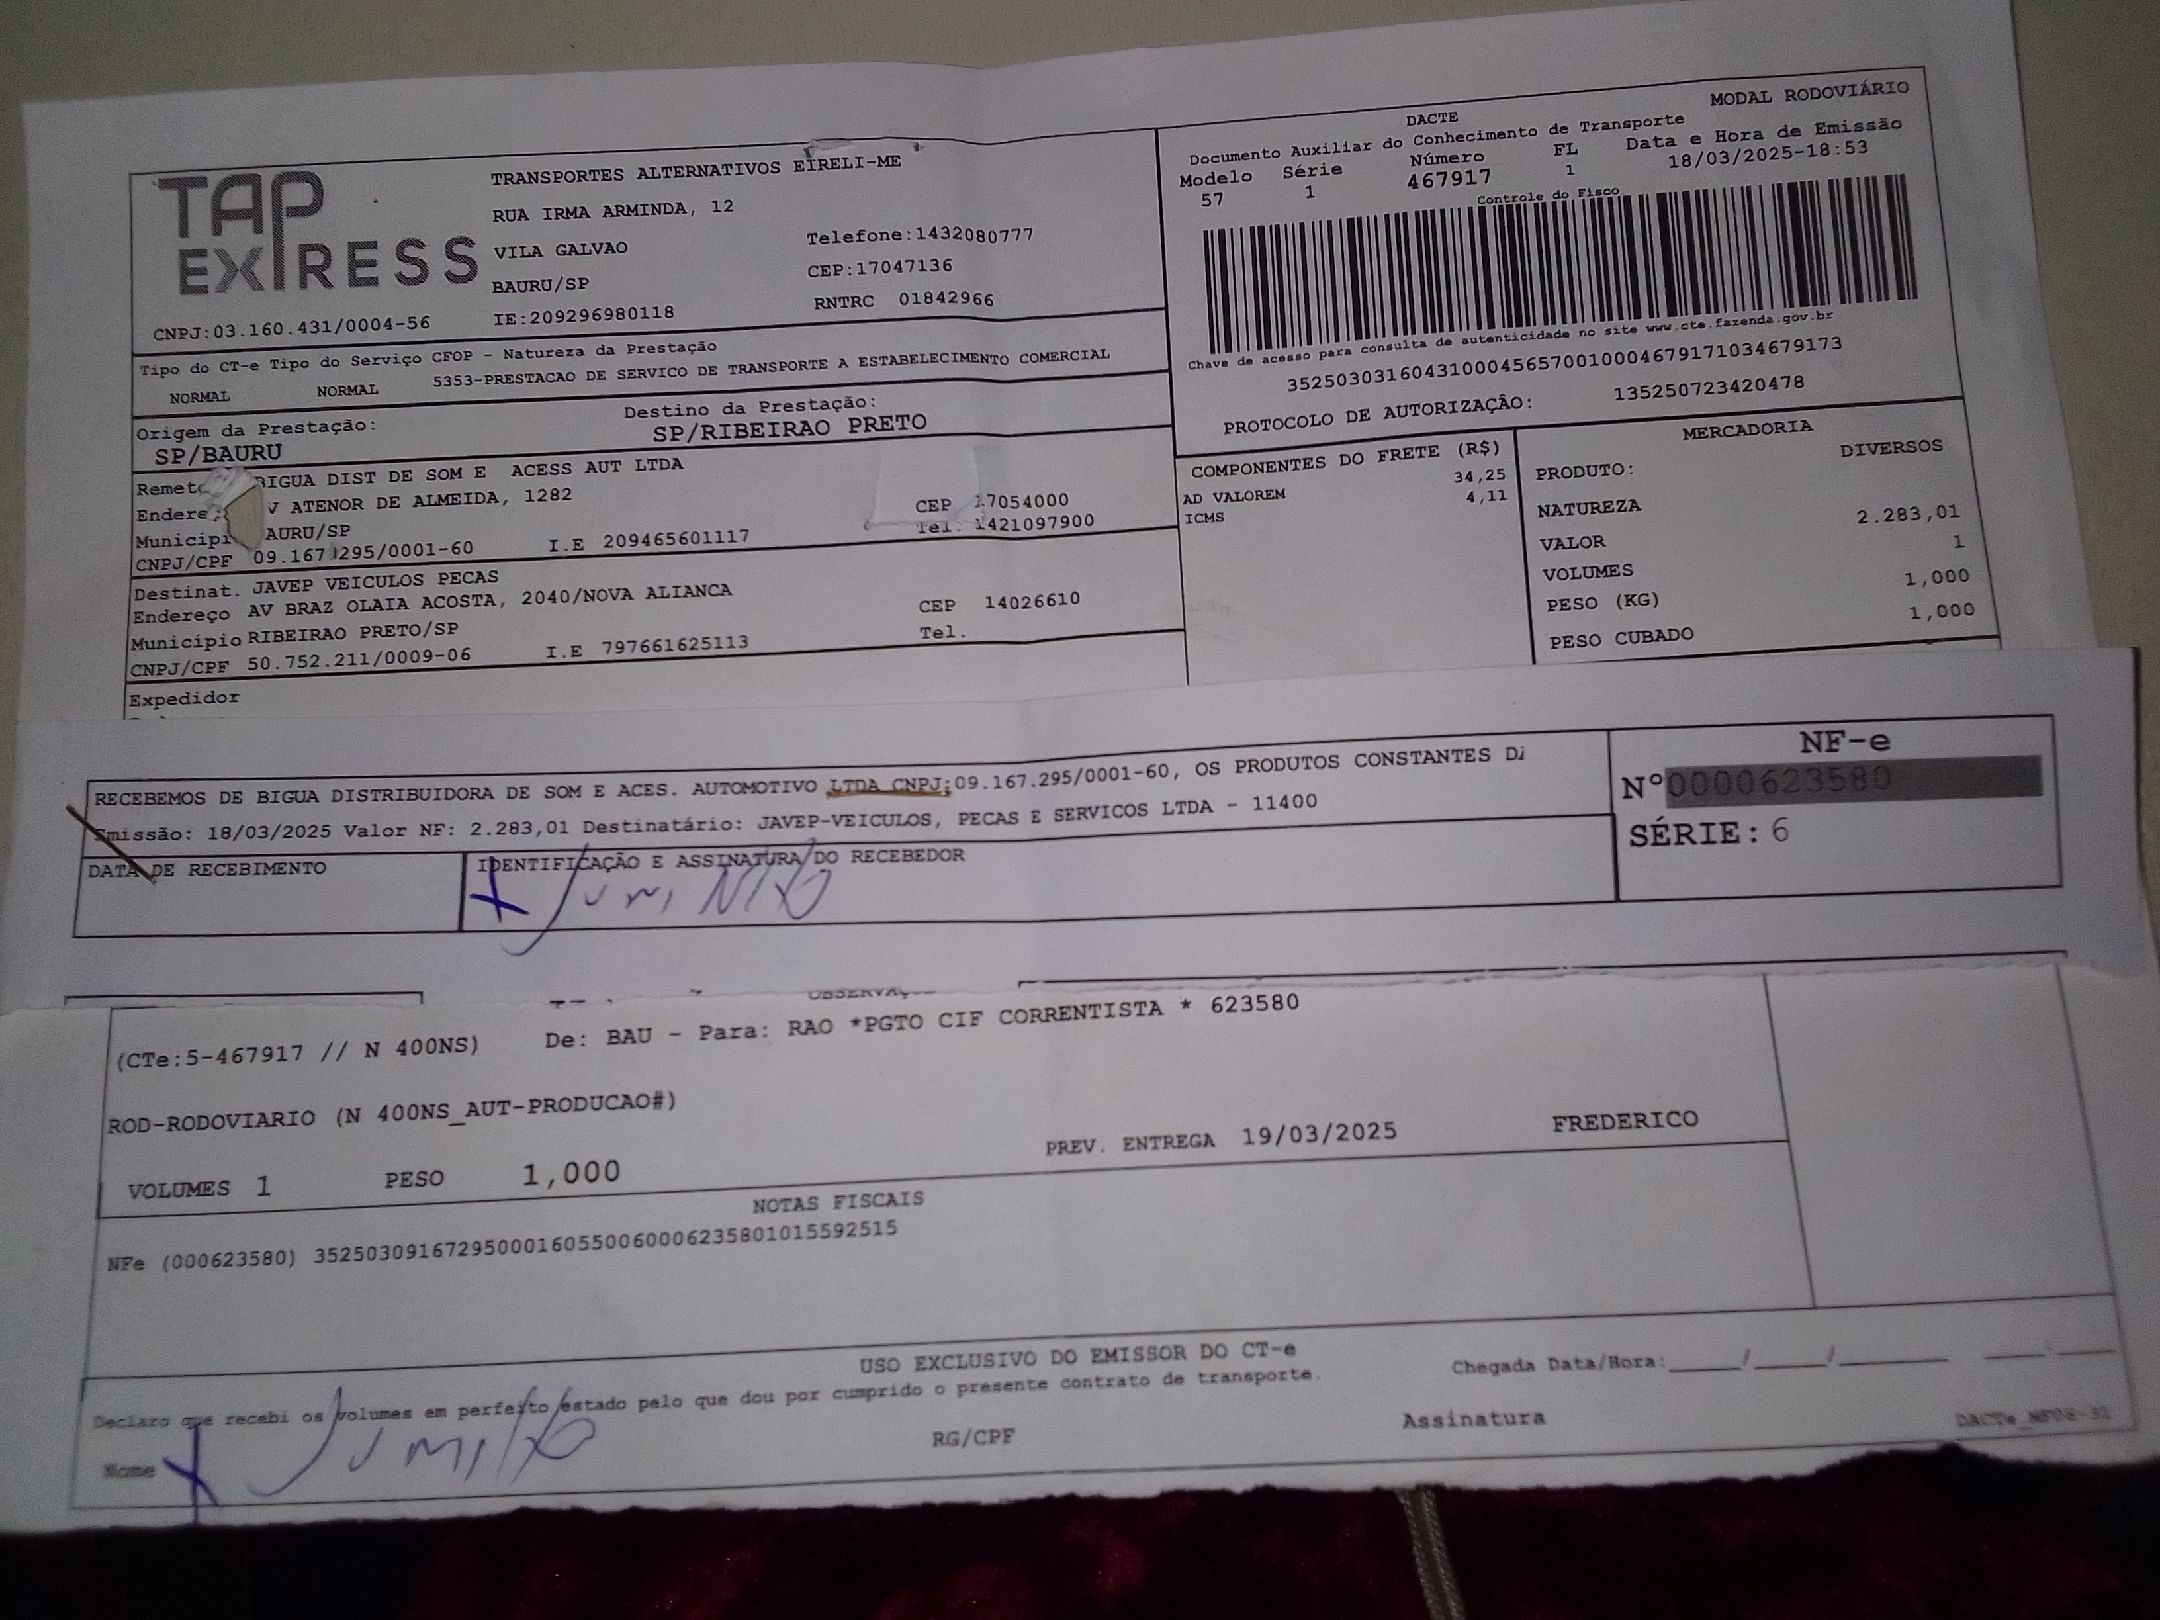 TAP EXPRESS
TRANSPORTES ALTERNATIVOS EIRELI-ME
RUA IRMA ARMINDA, 12
VILA GALVAO Telefone:1432080777
BAURU/SP CEP:17047136
CNPJ:03.160.431/0004-56 IE:209296980118 RNTRC 01842966
DACTE MODAL RODOVIÁRIO
Documento Auxiliar do Conhecimento de Transporte
Modelo Série Número FL Data e Hora de Emissão
57 1 467917 1 18/03/2025-18:53
Controle do Fisco
Chave de acesso para consulta de autenticidade no site www.cte.fazenda.gov.br
35250303160431000456570010004679171034679173
PROTOCOLO DE AUTORIZAÇÃO: 135250723420478
Tipo do CT-e Tipo do Serviço CFOP - Natureza da Prestação
NORMAL NORMAL 5353-PRESTACAO DE SERVICO DE TRANSPORTE A ESTABELECIMENTO COMERCIAL
Origem da Prestação: Destino da Prestação:
SP/BAURU SP/RIBEIRAO PRETO
Remet BIGUA DIST DE SOM E ACESS AUT LTDA
Endere V ATENOR DE ALMEIDA, 1282 CEP 17054000
Municípi AURU/SP Tel. 1421097900
CNPJ/CPF 09.167 295/0001-60 I.E 209465601117
Destinat. JAVEP VEICULOS PECAS
Endereço AV BRAZ OLAIA ACOSTA, 2040/NOVA ALIANCA CEP 14026610
Município RIBEIRAO PRETO/SP Tel.
CNPJ/CPF 50.752.211/0009-06 I.E 797661625113
Expedidor
COMPONENTES DO FRETE (R$)
AD VALOREM 34,25
ICMS 4,11
MERCADORIA
PRODUTO: DIVERSOS
NATUREZA
VALOR 2.283,01
VOLUMES 1
PESO (KG) 1,000
PESO CUBADO 1,000
RECEBEMOS DE BIGUA DISTRIBUIDORA DE SOM E ACES. AUTOMOTIVO LTDA CNPJ:09.167.295/0001-60, OS PRODUTOS CONSTANTES DA
Emissão: 18/03/2025 Valor NF: 2.283,01 Destinatário: JAVEP-VEICULOS, PECAS E SERVICOS LTDA - 11400
DATA DE RECEBIMENTO IDENTIFICAÇÃO E ASSINATURA DO RECEBEDOR
NF-e
Nº0000623580
SÉRIE: 6
(CTe:5-467917 // N 400NS) De: BAU - Para: RAO *PGTO CIF CORRENTISTA * 623580
ROD-RODOVIARIO (N 400NS_AUT-PRODUCAO#)
VOLUMES 1 PESO 1,000 PREV. ENTREGA 19/03/2025 FREDERICO
NOTAS FISCAIS
NFe (000623580) 35250309167295000160550060006235801015592515
USO EXCLUSIVO DO EMISSOR DO CT-e
Declaro que recebi os volumes em perfeito estado pelo que dou por cumprido o presente contrato de transporte. Chegada Data/Hora:
Nome RG/CPF Assinatura